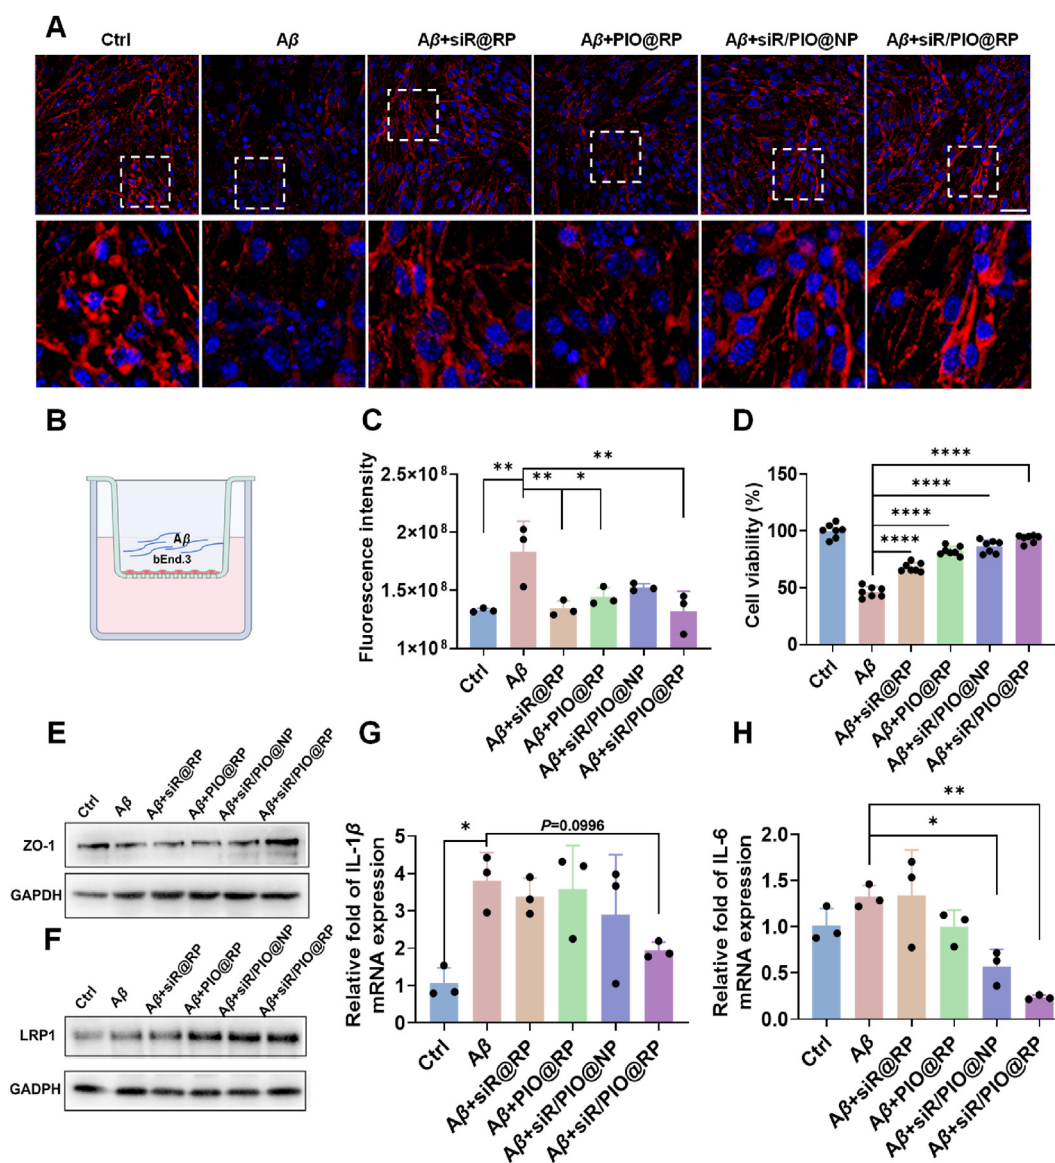 A
Ctrl Aβ Aβ+siR@RP Aβ+PIO@RP Aβ+siR/PIO@NP Aβ+siR/PIO@RP
B
Aβ
bEnd.3
C
Fluorescence intensity
2.5×10⁸
2×10⁸
1.5×10⁸
1×10⁸
** ** * **
Ctrl
Aβ
Aβ+siR@RP
Aβ+PIO@RP
Aβ+siR/PIO@NP
Aβ+siR/PIO@RP
D
Cell viability (%)
150
100
50
0
****
****
****
****
Ctrl
Aβ
Aβ+siR@RP
Aβ+PIO@RP
Aβ+siR/PIO@NP
Aβ+siR/PIO@RP
E
Ctrl
Aβ
Aβ+siR@RP
Aβ+PIO@RP
Aβ+siR/PIO@NP
Aβ+siR/PIO@RP
ZO-1
GAPDH
F
Ctrl
Aβ
Aβ+siR@RP
Aβ+PIO@RP
Aβ+siR/PIO@NP
Aβ+siR/PIO@RP
LRP1
GADPH
G
Relative fold of IL-1β
mRNA expression
5
4
3
2
1
0
*
P=0.0996
Ctrl
Aβ
Aβ+siR@RP
Aβ+PIO@RP
Aβ+siR/PIO@NP
Aβ+siR/PIO@RP
H
Relative fold of IL-6
mRNA expression
2.0
1.5
1.0
0.5
0.0
**
*
Ctrl
Aβ
Aβ+siR@RP
Aβ+PIO@RP
Aβ+siR/PIO@NP
Aβ+siR/PIO@RP